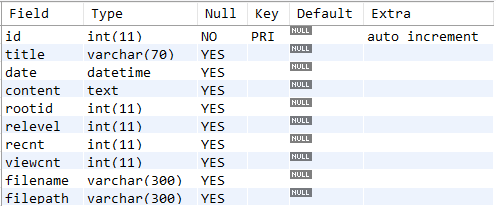 Field Type Null Key Default Extra
id int(11) NO PRI NULL auto increment
title varchar(70) YES NULL
date datetime YES NULL
content text YES NULL
rootid int(11) YES NULL
relevel int(11) YES NULL
recnt int(11) YES NULL
viewcnt int(11) YES NULL
filename varchar(300) YES NULL
filepath varchar(300) YES NULL